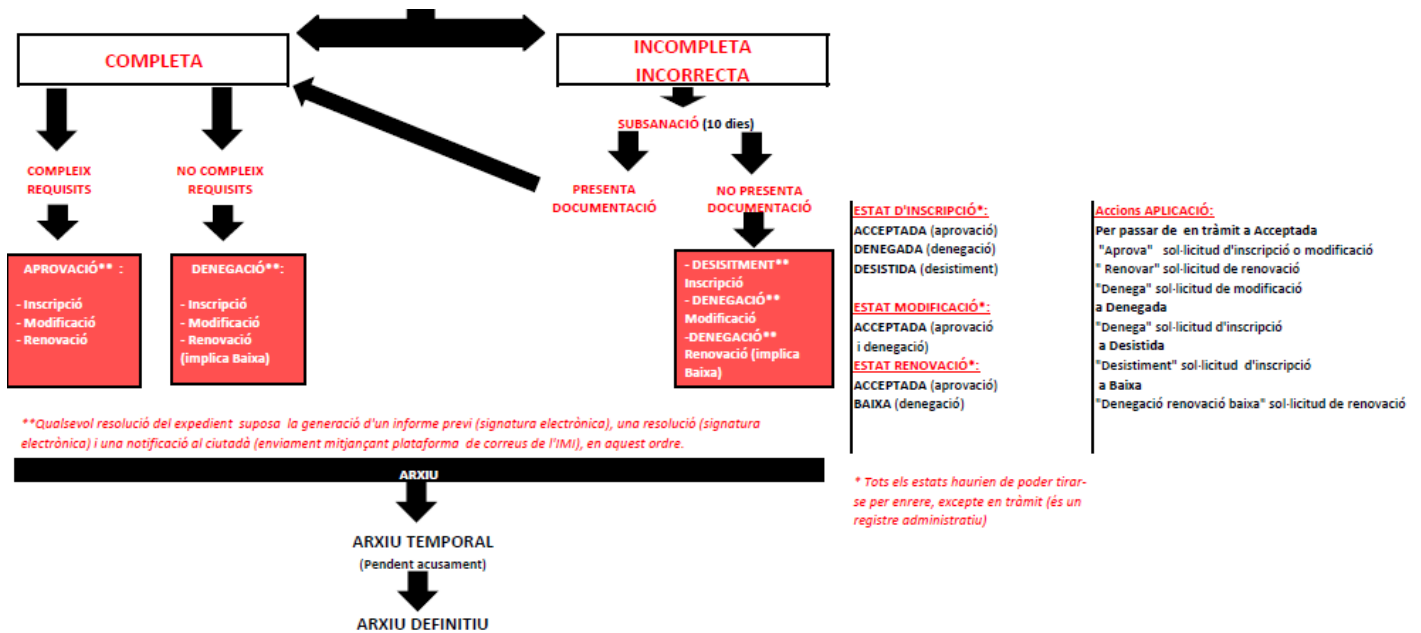 COMPLETA
INCOMPLETA
INCORRECTA
SUBSANACIÓ (10 dies)
COMPLEIX
REQUISITS
NO COMPLEIX
REQUISITS
PRESENTA
DOCUMENTACIÓ
NO PRESENTA
DOCUMENTACIÓ
APROVACIÓ** :
- Inscripció
- Modificació
- Renovació
DENEGACIÓ**:
- Inscripció
- Modificació
- Renovació
(implica Baixa)
- DESISITMENT**
Inscripció
- DENEGACIÓ**
Modificació
-DENEGACIÓ**
Renovació (implica
Baixa)
ESTAT D'INSCRIPCIÓ*:
ACCEPTADA (aprovació)
DENEGADA (denegació)
DESISTIDA (desistiment)
ESTAT MODIFICACIÓ*:
ACCEPTADA (aprovació
i denegació)
ESTAT RENOVACIÓ*:
ACCEPTADA (aprovació)
BAIXA (denegació)
Accions APLICACIÓ:
Per passar de en tràmit a Acceptada
"Aprova" sol·licitud d'inscripció o modificació
" Renovar" sol·licitud de renovació
"Denega" sol·licitud de modificació
a Denegada
"Denega" sol·licitud d'inscripció
a Desistida
"Desistiment" sol·licitud d'inscripció
a Baixa
"Denegació renovació baixa" sol·licitud de renovació
**Qualsevol resolució del expedient suposa la generació d'un informe previ (signatura electrònica), una resolució (signatura
electrònica) i una notificació al ciutadà (enviament mitjançant plataforma de correus de l'IMI), en aquest ordre.
ARXIU
* Tots els estats haurien de poder tirar-
se per enrere, excepte en tràmit (és un
registre administratiu)
ARXIU TEMPORAL
(Pendent acusament)
ARXIU DEFINITIU